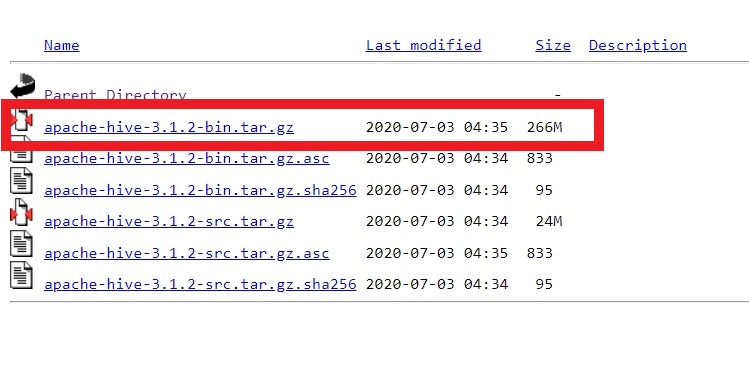 Name Last modified Size Description
Parent Directory -
apache-hive-3.1.2-bin.tar.gz 2020-07-03 04:35 266M
apache-hive-3.1.2-bin.tar.gz.asc 2020-07-03 04:34 833
apache-hive-3.1.2-bin.tar.gz.sha256 2020-07-03 04:34 95
apache-hive-3.1.2-src.tar.gz 2020-07-03 04:34 24M
apache-hive-3.1.2-src.tar.gz.asc 2020-07-03 04:35 833
apache-hive-3.1.2-src.tar.gz.sha256 2020-07-03 04:34 95